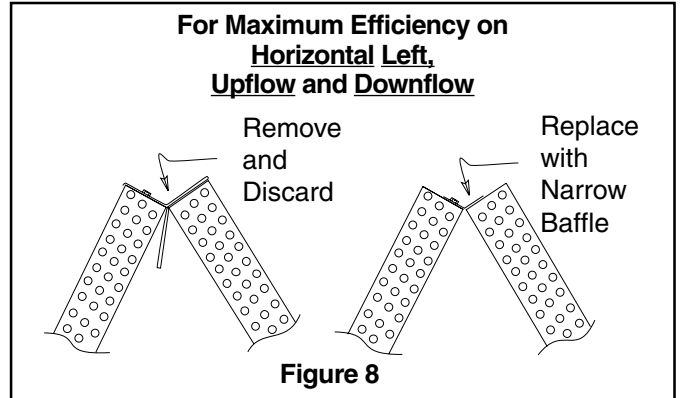 For Maximum Efficiency on
Horizontal Left,
Upflow and Downflow
Remove
and
Discard
Replace
with
Narrow
Baffle
Figure 8